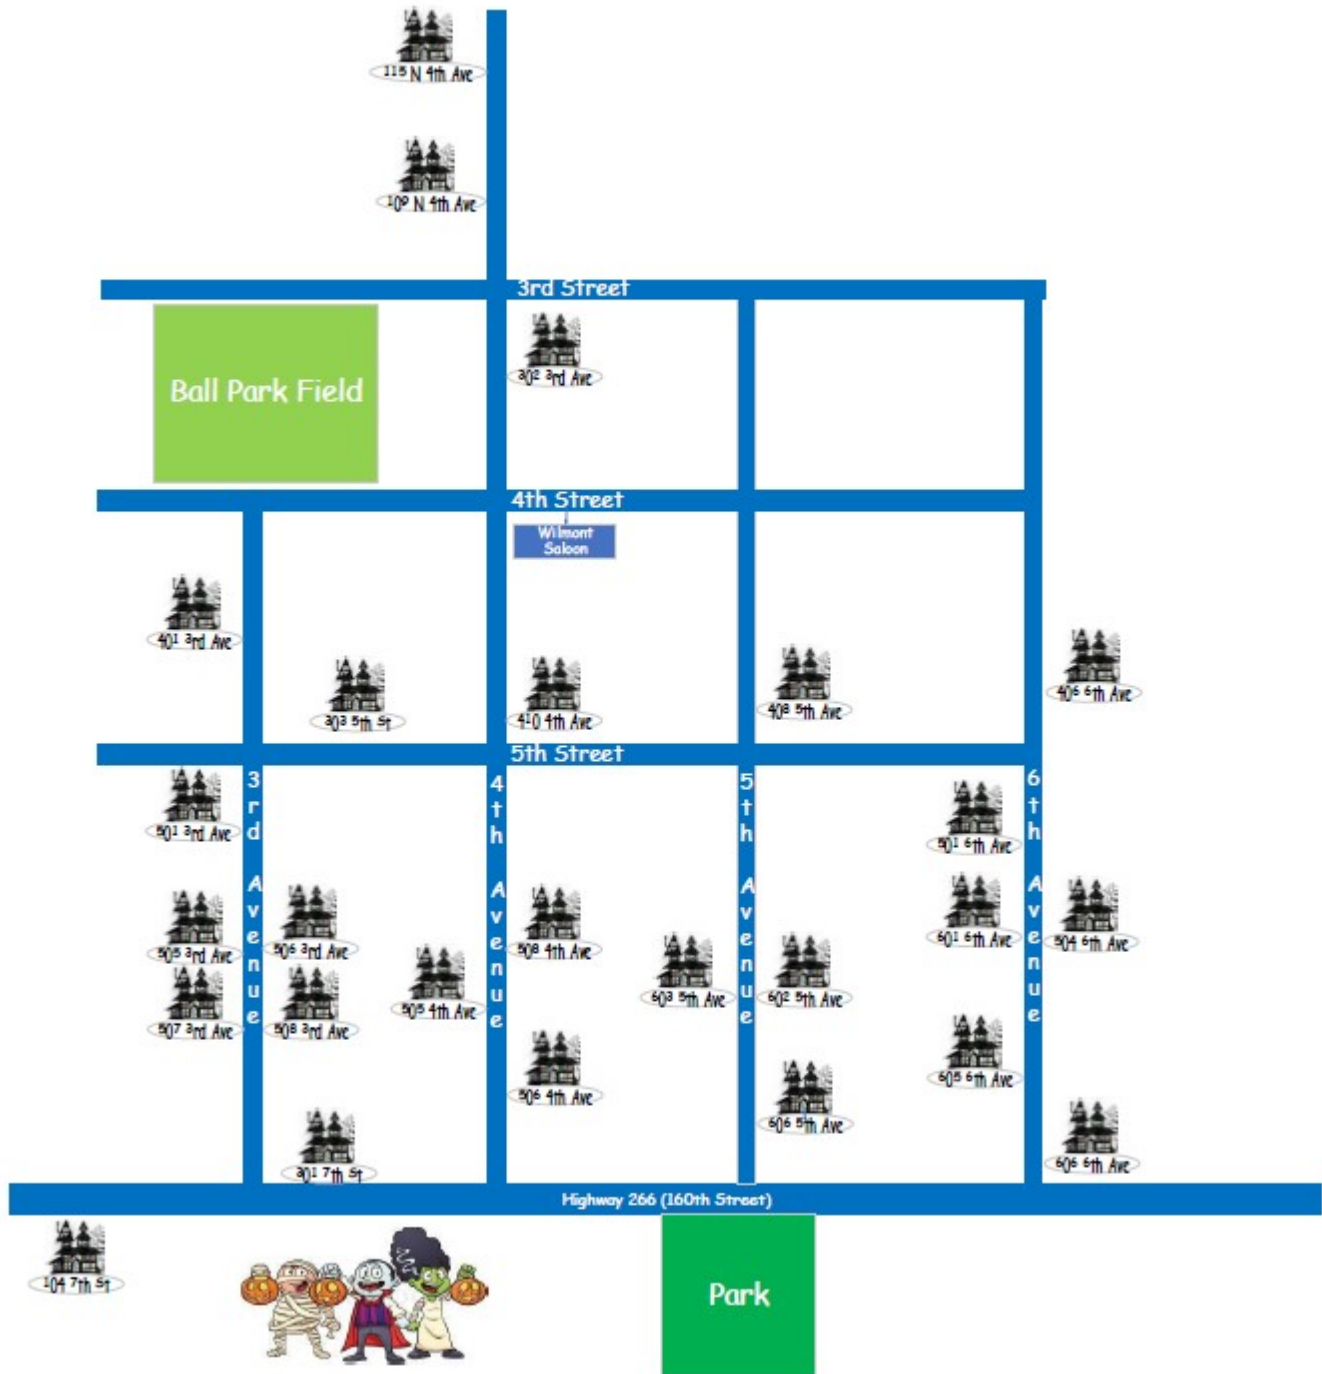 115 N 4th Ave
109 N 4th Ave
3rd Street
Ball Park Field
302 3rd Ave
4th Street
Wilmont
Saloon
401 3rd Ave
303 5th St
410 4th Ave
408 5th Ave
406 6th Ave
5th Street
3rd Avenue
4th Avenue
5th Avenue
6th Avenue
501 3rd Ave
501 6th Ave
505 3rd Ave
506 3rd Ave
508 4th Ave
601 6th Ave
504 6th Ave
507 3rd Ave
508 3rd Ave
505 4th Ave
603 5th Ave
602 5th Ave
506 4th Ave
605 6th Ave
606 5th Ave
301 7th St
606 6th Ave
Highway 266 (160th Street)
104 7th St
Park